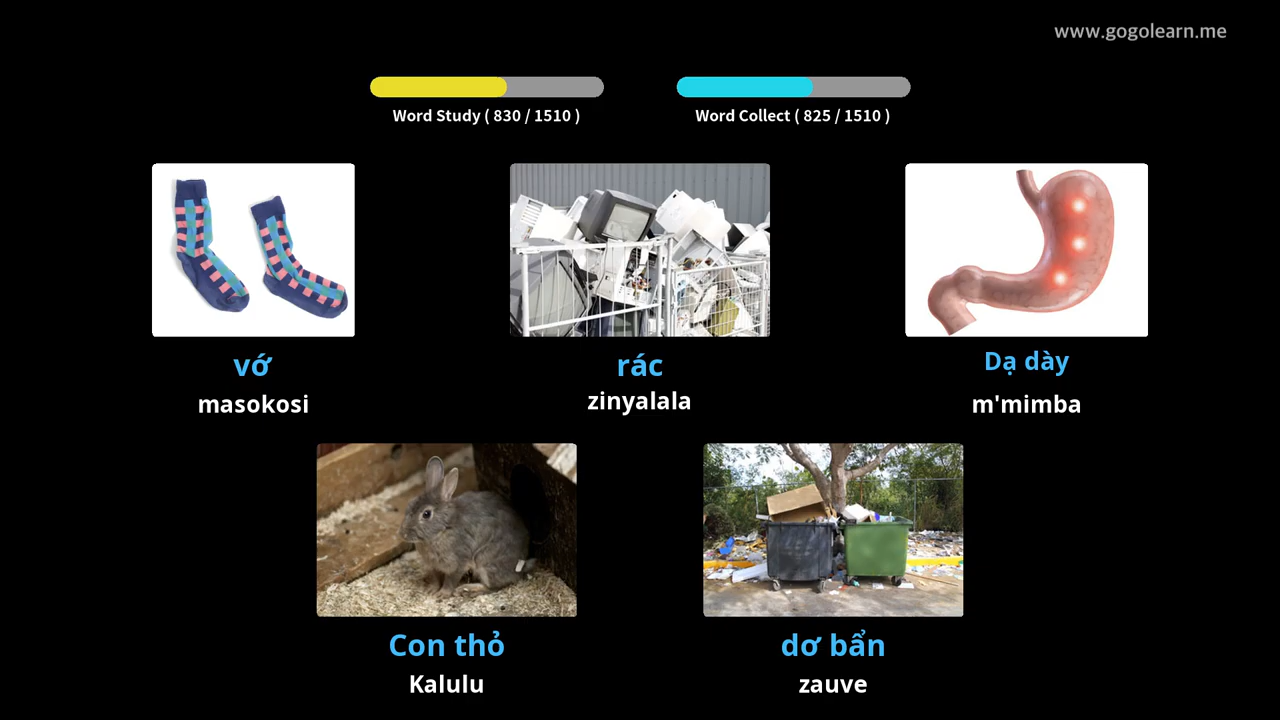 www.gogolearn.me
Word Study ( 830 / 1510 )
Word Collect ( 825 / 1510 )
vớ
masokosi
rác
zinyalala
Dạ dày
m'mimba
Con thỏ
Kalulu
dơ bẩn
zauve